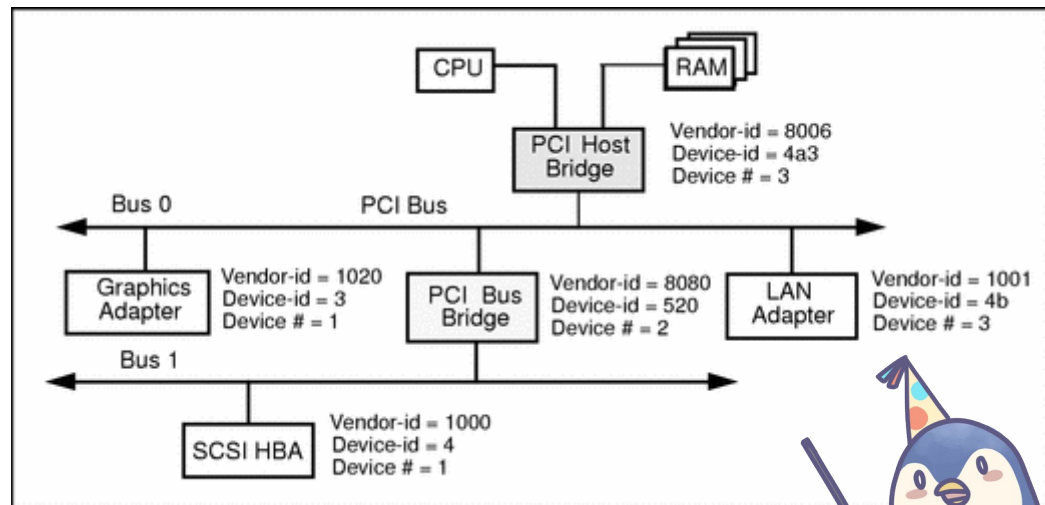 CPU
RAM
PCI Host
Bridge
Vendor-id = 8006
Device-id = 4a3
Device # = 3
Bus 0
PCI Bus
Graphics
Adapter
Vendor-id = 1020
Device-id = 3
Device # = 1
PCI Bus
Bridge
Vendor-id = 8080
Device-id = 520
Device # = 2
LAN
Adapter
Vendor-id = 1001
Device-id = 4b
Device # = 3
Bus 1
SCSI HBA
Vendor-id = 1000
Device-id = 4
Device # = 1